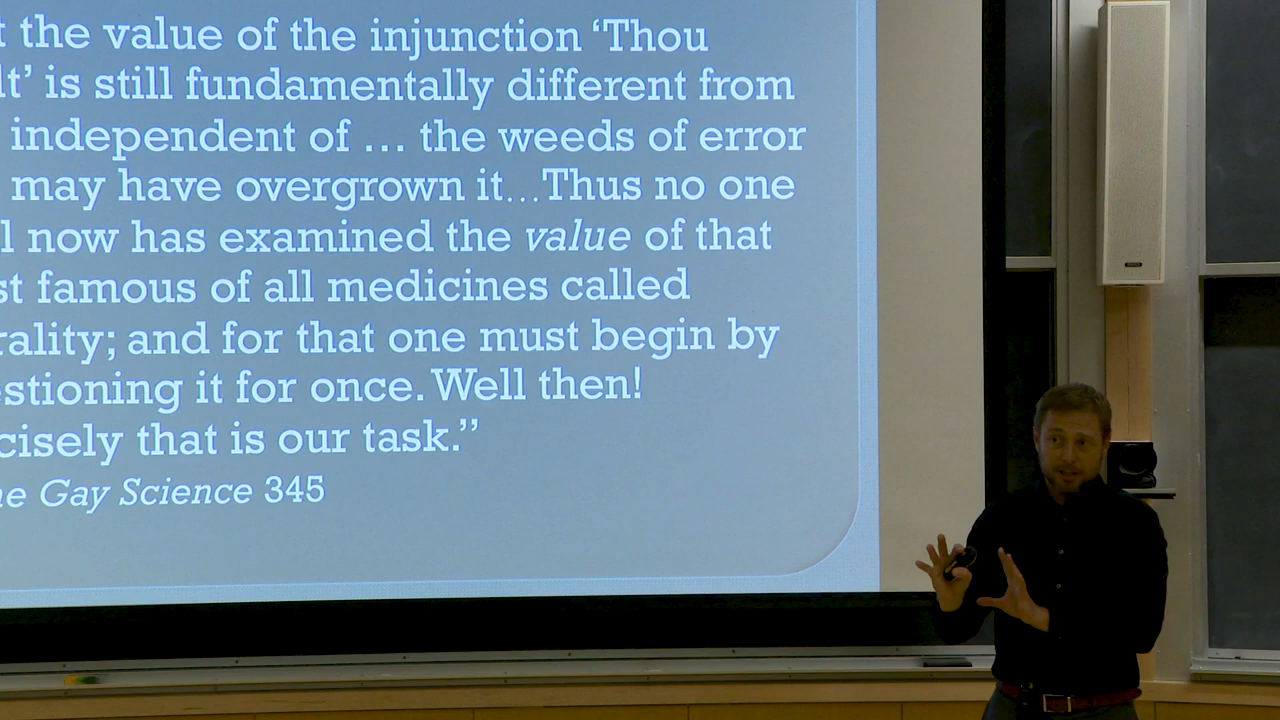 t the value of the injunction ‘Thou
lt’ is still fundamentally different from
independent of … the weeds of error
may have overgrown it…Thus no one
l now has examined the value of that
st famous of all medicines called
rality; and for that one must begin by
estioning it for once. Well then!
cisely that is our task.”
he Gay Science 345